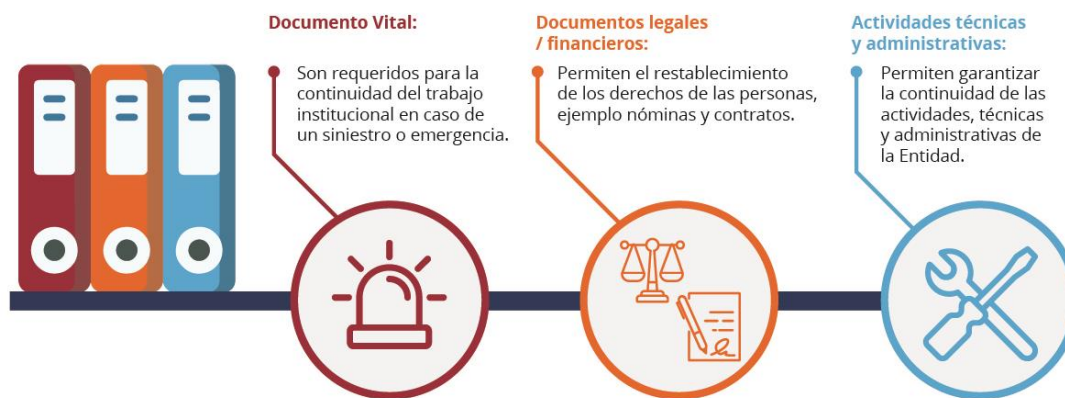 Documento Vital:
Son requeridos para la
continuidad del trabajo
institucional en caso de
un siniestro o emergencia.
Documentos legales
/ financieros:
Permiten el restablecimiento
de los derechos de las personas,
ejemplo nóminas y contratos.
Actividades técnicas
y administrativas:
Permiten garantizar
la continuidad de las
actividades, técnicas
y administrativas de
la Entidad.